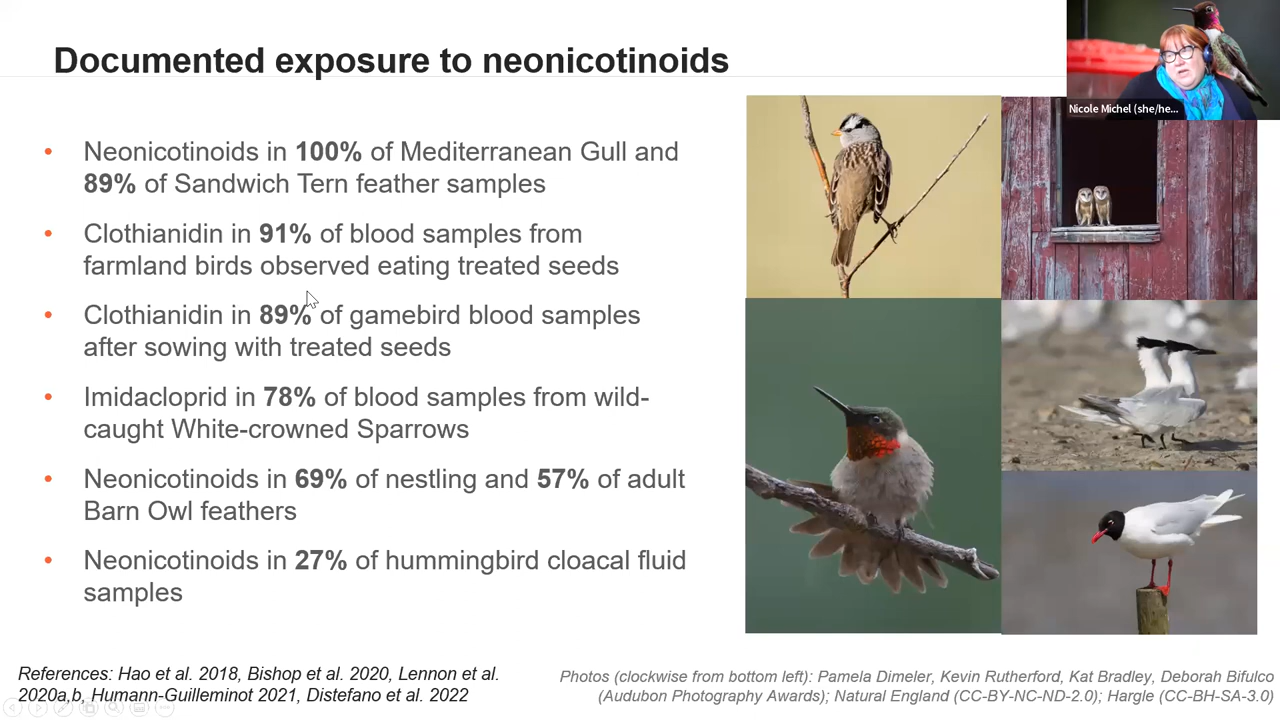 Documented exposure to neonicotinoids
Nicole Michel (she/he...
• Neonicotinoids in 100% of Mediterranean Gull and
89% of Sandwich Tern feather samples
• Clothianidin in 91% of blood samples from
farmland birds observed eating treated seeds
• Clothianidin in 89% of gamebird blood samples
after sowing with treated seeds
• Imidacloprid in 78% of blood samples from wild-
caught White-crowned Sparrows
• Neonicotinoids in 69% of nestling and 57% of adult
Barn Owl feathers
• Neonicotinoids in 27% of hummingbird cloacal fluid
samples
References: Hao et al. 2018, Bishop et al. 2020, Lennon et al.
2020a,b, Humann-Guilleminot 2021, Distefano et al. 2022
Photos (clockwise from bottom left): Pamela Dimeler, Kevin Rutherford, Kat Bradley, Deborah Bifulco
(Audubon Photography Awards); Natural England (CC-BY-NC-ND-2.0); Hargle (CC-BH-SA-3.0)